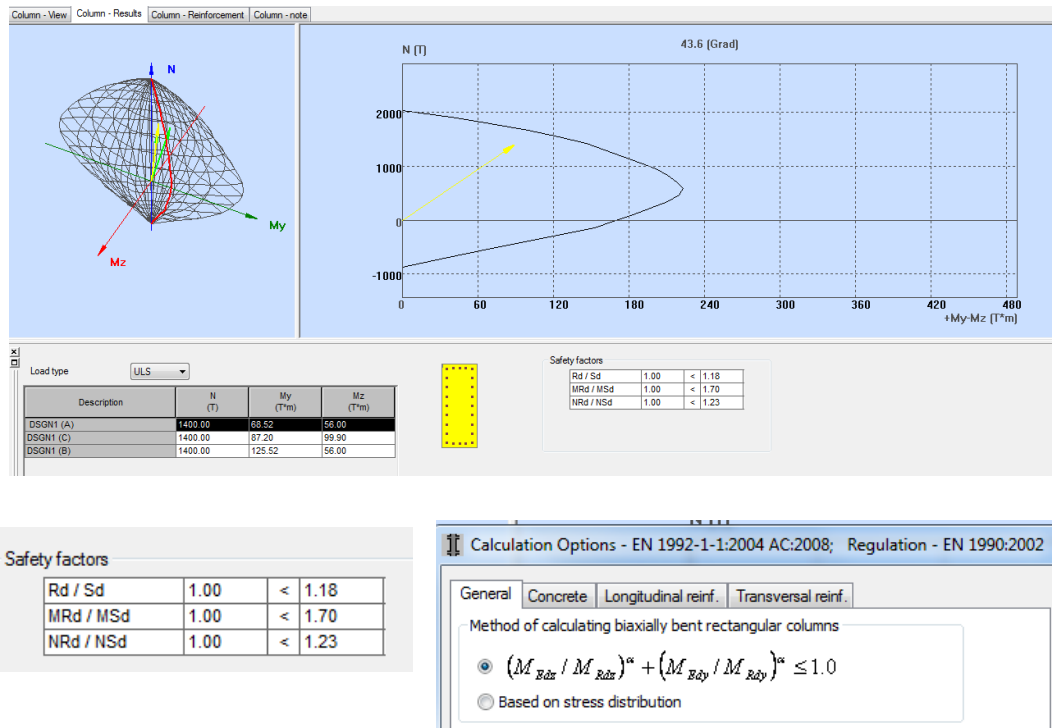 Column - View Column - Results Column - Reinforcement Column - note
N
My
Mz
N (T) 43.6 (Grad)
2000
1000
0
-1000
0 60 120 180 240 300 360 420 480
+My-Mz (T*m)
Load type ULS
Description N (T) My (T*m) Mz (T*m)
DSGN1 (A) 1400.00 68.52 56.00
DSGN1 (C) 1400.00 87.20 99.90
DSGN1 (B) 1400.00 125.52 56.00
Safety factors
Rd / Sd 1.00 < 1.18
MRd / MSd 1.00 < 1.70
NRd / NSd 1.00 < 1.23
Safety factors
Rd / Sd 1.00 < 1.18
MRd / MSd 1.00 < 1.70
NRd / NSd 1.00 < 1.23
Calculation Options - EN 1992-1-1:2004 AC:2008; Regulation - EN 1990:2002
General Concrete Longitudinal reinf. Transversal reinf.
Method of calculating biaxially bent rectangular columns
(M_Edz / M_Rdz)^α + (M_Edy / M_Rdy)^α ≤ 1.0
Based on stress distribution